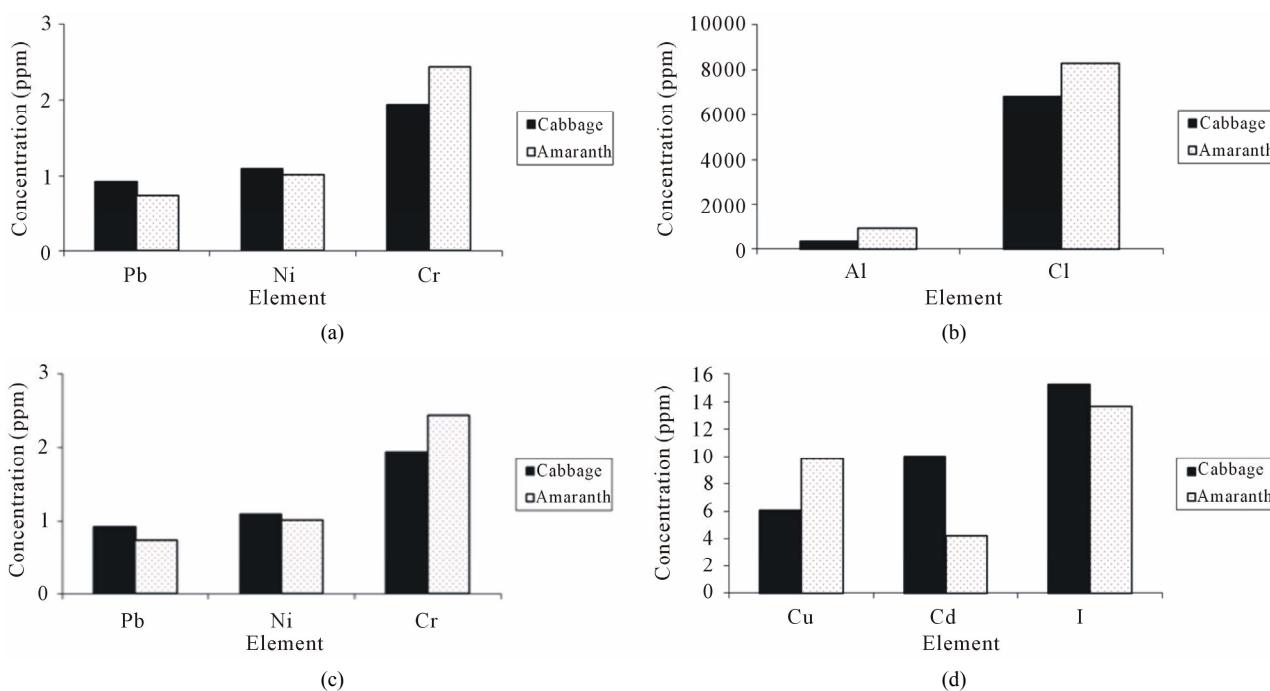 3
2
1
0
Concentration (ppm)
Pb Ni Cr
Element
Cabbage
Amaranth
(a)
10000
8000
6000
4000
2000
0
Concentration (ppm)
Al Cl
Element
Cabbage
Amaranth
(b)
3
2
1
0
Concentration (ppm)
Pb Ni Cr
Element
Cabbage
Amaranth
(c)
16
14
12
10
8
6
4
2
0
Concentration (ppm)
Cu Cd I
Element
Cabbage
Amaranth
(d)